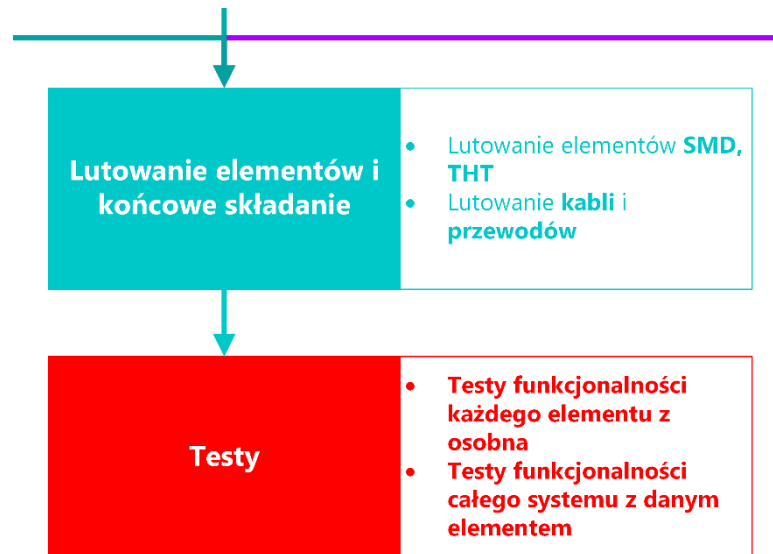 Lutowanie elementów i
końcowe składanie
• Lutowanie elementów SMD,
THT
• Lutowanie kabli i
przewodów
Testy
• Testy funkcjonalności
każdego elementu z
osobna
• Testy funkcjonalności
całego systemu z danym
elementem